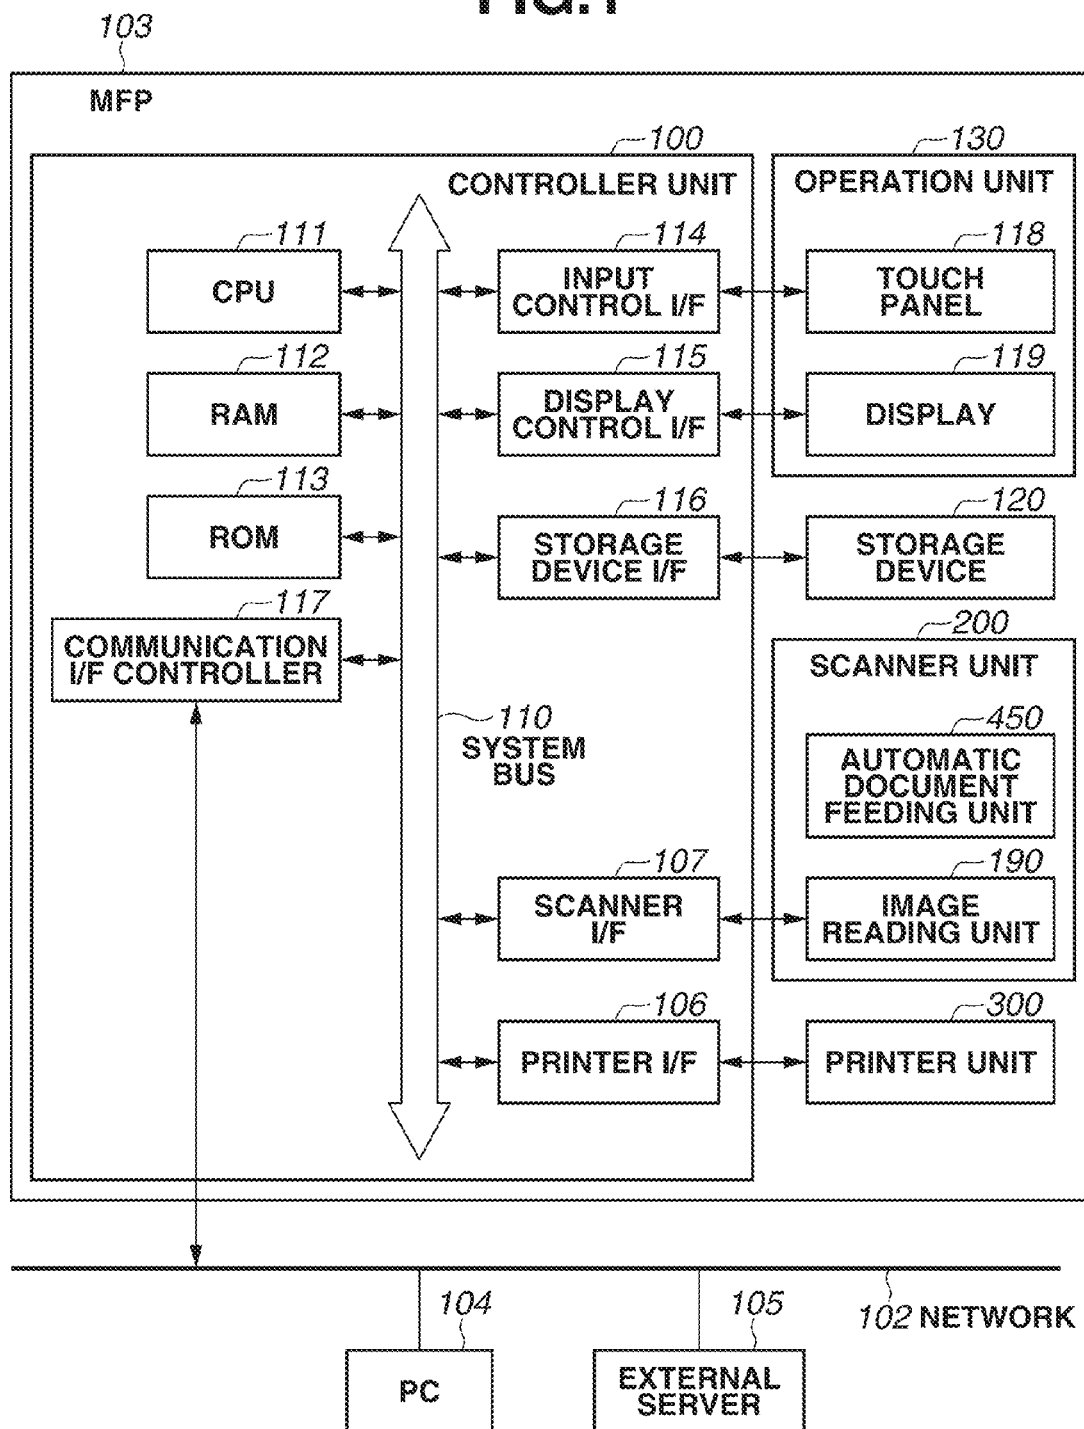 FIG.1
103
MFP
100
CONTROLLER UNIT
130
OPERATION UNIT
111
CPU
114
INPUT
CONTROL I/F
118
TOUCH
PANEL
112
RAM
115
DISPLAY
CONTROL I/F
119
DISPLAY
113
ROM
116
STORAGE
DEVICE I/F
120
STORAGE
DEVICE
117
COMMUNICATION
I/F CONTROLLER
200
SCANNER UNIT
110
SYSTEM
BUS
450
AUTOMATIC
DOCUMENT
FEEDING UNIT
107
SCANNER
I/F
190
IMAGE
READING UNIT
106
PRINTER I/F
300
PRINTER UNIT
104
PC
105
EXTERNAL
SERVER
102 NETWORK